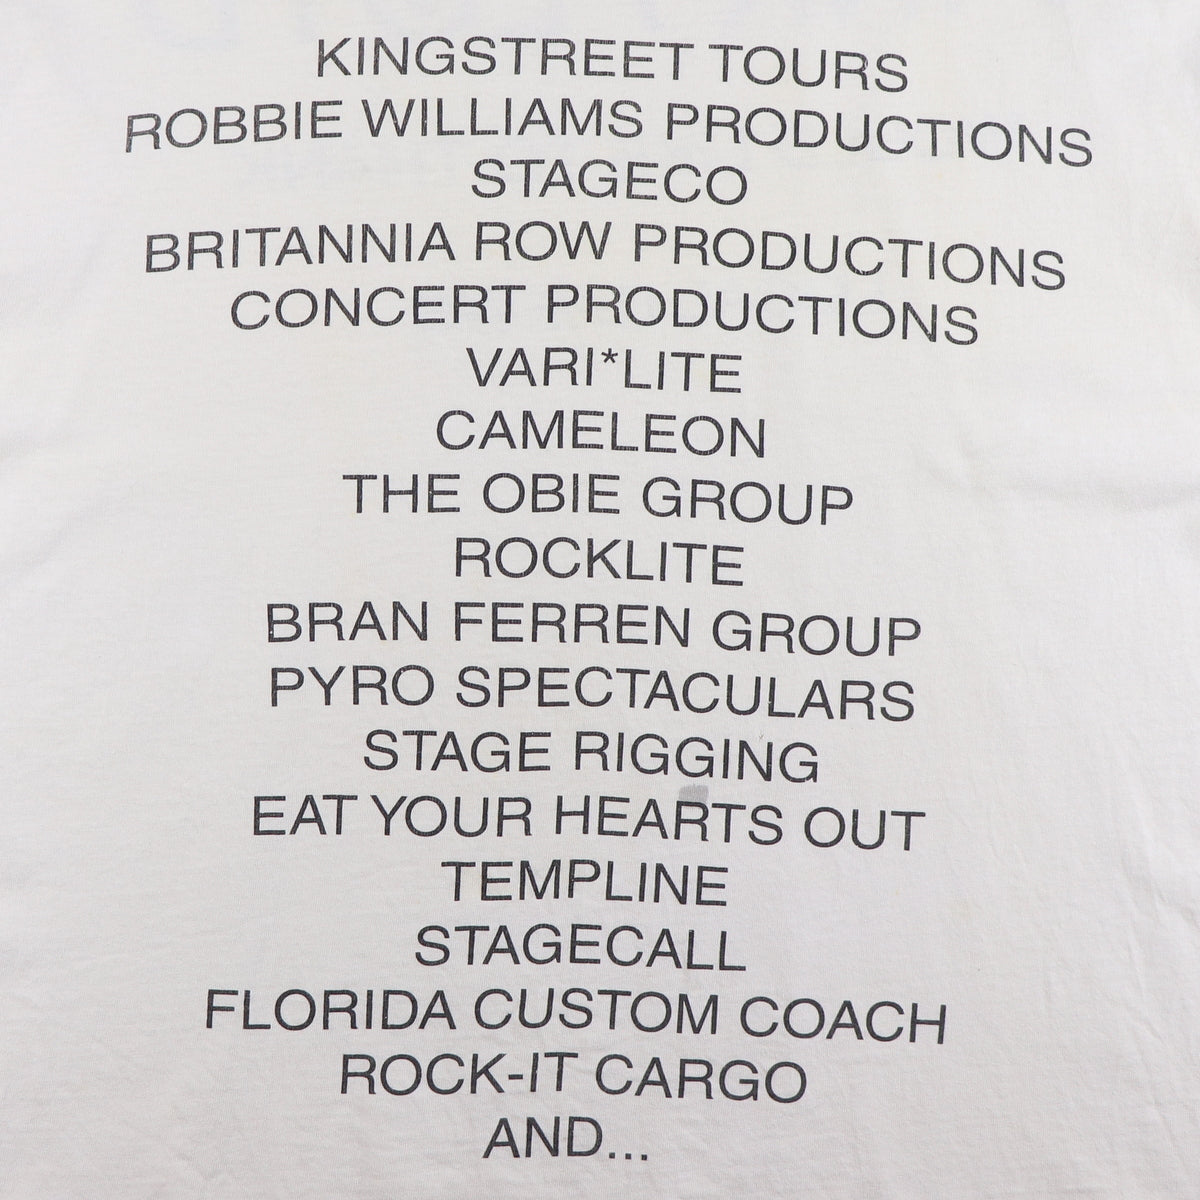 KINGSTREET TOURS
ROBBIE WILLIAMS PRODUCTIONS
STAGECO
BRITANNIA ROW PRODUCTIONS
CONCERT PRODUCTIONS
VARI*LITE
CAMELEON
THE OBIE GROUP
ROCKLITE
BRAN FERREN GROUP
PYRO SPECTACULARS
STAGE RIGGING
EAT YOUR HEARTS OUT
TEMPLINE
STAGECALL
FLORIDA CUSTOM COACH
ROCK-IT CARGO
AND...